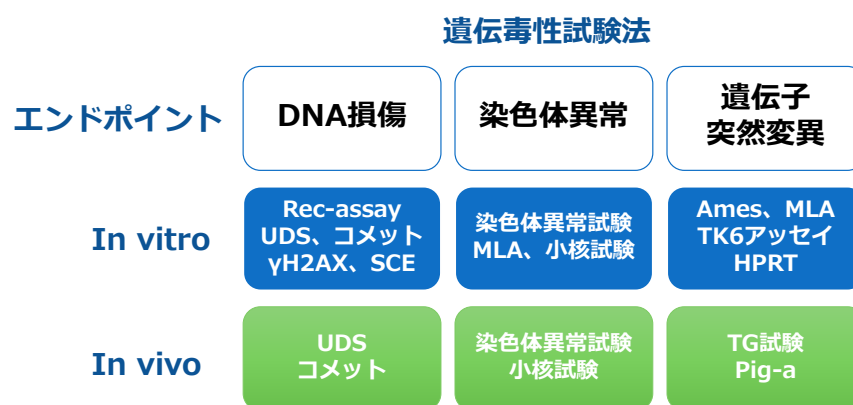 遺伝毒性試験法
エンドポイント
DNA損傷
染色体異常
遺伝子
突然変異
In vitro
Rec-assay
UDS、コメット
γH2AX、SCE
染色体異常試験
MLA、小核試験
Ames、MLA
TK6アッセイ
HPRT
In vivo
UDS
コメット
染色体異常試験
小核試験
TG試験
Pig-a